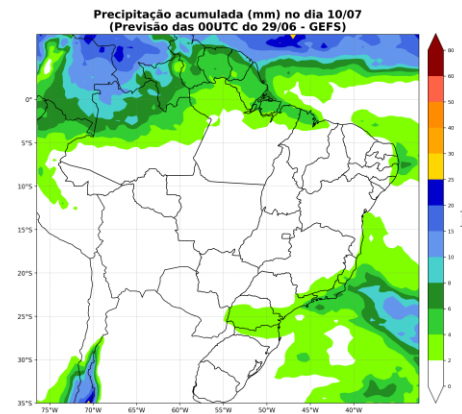 Precipitação acumulada (mm) no dia 10/07
(Previsão das 00UTC do 29/06 - GEFS)
0°
5°S
10°S
15°S
20°S
25°S
30°S
35°S
75°W
70°W
65°W
60°W
55°W
50°W
45°W
40°W
80
60
50
40
30
25
20
15
10
8
6
4
2
0